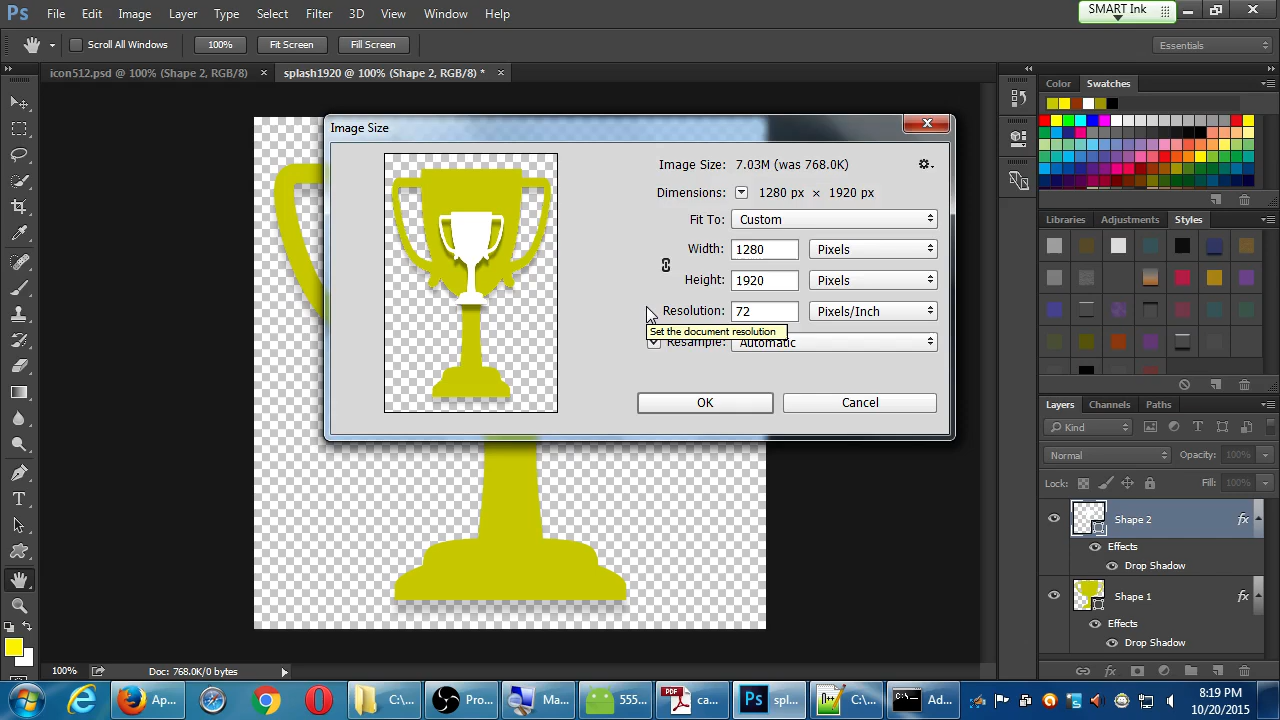 Ps File Edit Image Layer Type Select Filter 3D View Window Help
SMART Ink
Scroll All Windows 100% Fit Screen Fill Screen Essentials
icon512.psd @ 100% (Shape 2, RGB/8) splash1920 @ 100% (Shape 2, RGB/8) *
Color Swatches
Image Size
Image Size: 7.03M (was 768.0K)
Dimensions: 1280 px × 1920 px
Fit To: Custom
Width: 1280 Pixels
Height: 1920 Pixels
Resolution: 72 Pixels/Inch
Set the document resolution
Resample: Automatic
OK Cancel
Libraries Adjustments Styles
Layers Channels Paths
Kind
Normal Opacity: 100%
Lock: Fill: 100%
Shape 2 fx
Effects
Drop Shadow
Shape 1 fx
Effects
Drop Shadow
fx
100% Doc: 768.0K/0 bytes
Ap... C:\... Pro... Ma... 555... PDF ca... Ps spl... C:\... Ad...
8:19 PM
10/20/2015